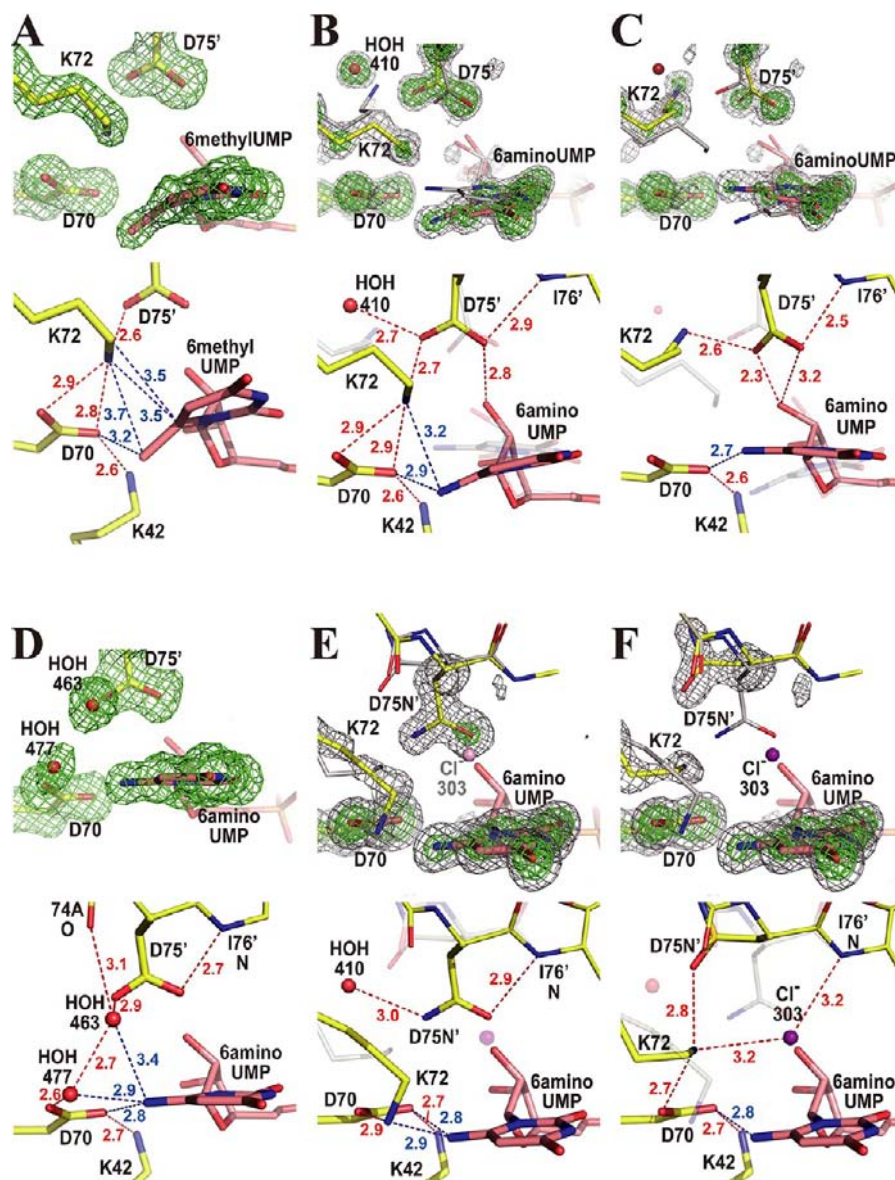 A
K72
D75'
6methylUMP
D70
B
HOH
410
D75'
K72
6aminoUMP
D70
C
K72
D75'
6aminoUMP
D70
K72
D75'
2.6
6methyl
UMP
3.5
2.9
2.8
3.7
3.5
3.2
D70
2.6
K42
HOH
410
D75'
I76'
2.9
2.7
2.7
K72
2.8
6amino
UMP
2.9
3.2
2.9
D70
2.9
2.6
K42
I76'
D75'
K72
2.5
2.6
2.3
3.2
6amino
UMP
2.7
D70
2.6
K42
D
HOH
463
D75'
HOH
477
D70
6amino
UMP
E
D75N'
K72
Cl-
303
6amino
UMP
D70
F
D75N'
K72
Cl-
303
6amino
UMP
D70
74A
O
D75'
I76'
N
3.1
2.7
HOH
463
2.9
2.7
3.4
6amino
UMP
HOH
477
2.6
2.9
2.8
D70
2.7
K42
HOH
410
2.9
I76'
N
3.0
D75N'
K72
D70
2.7
2.8
6amino
UMP
2.9
2.9
K42
I76'
N
D75N'
Cl-
303
3.2
2.8
K72
3.2
2.7
6amino
UMP
D70
2.8
2.7
K42